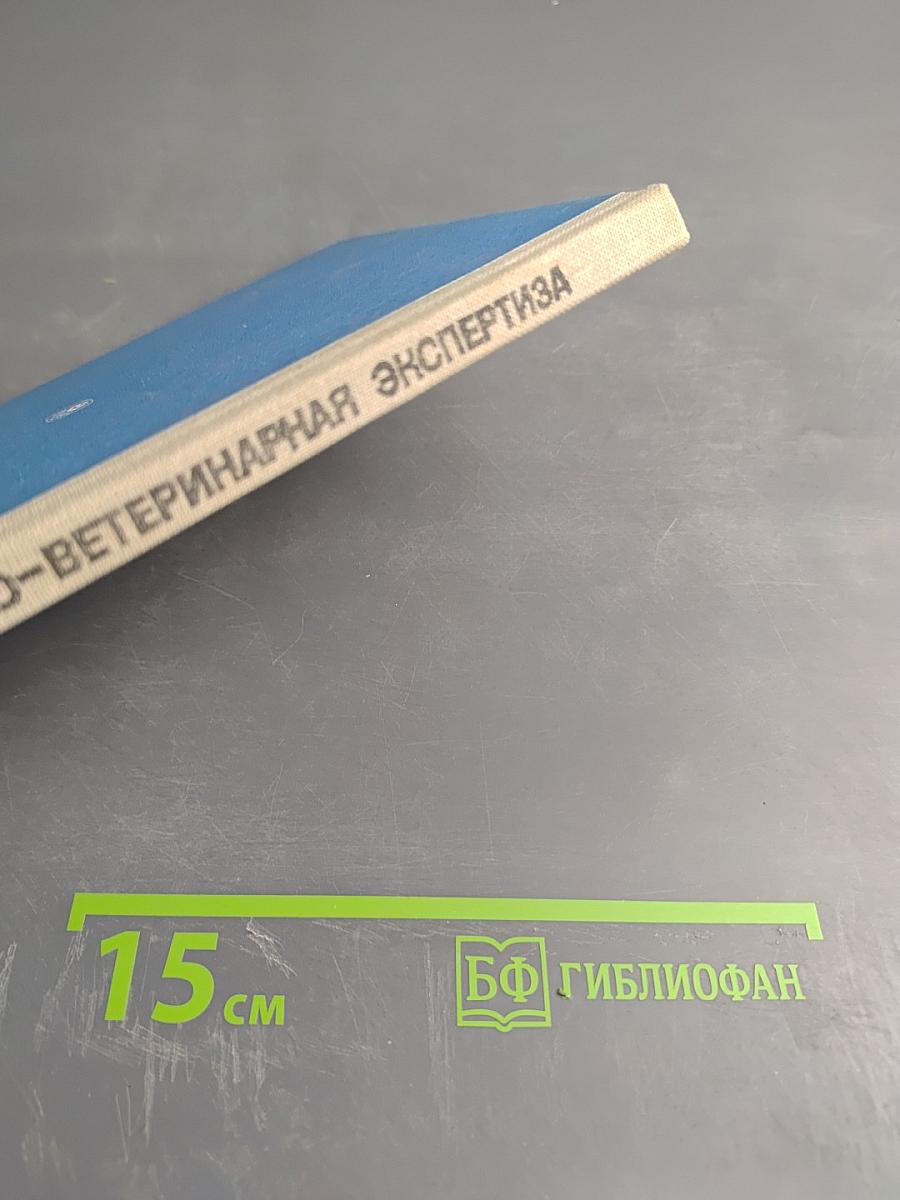 О-ВЕТЕРИНАРНАЯ ЭКСПЕРТИЗА
15 см
БФ ГИБЛИОФАН